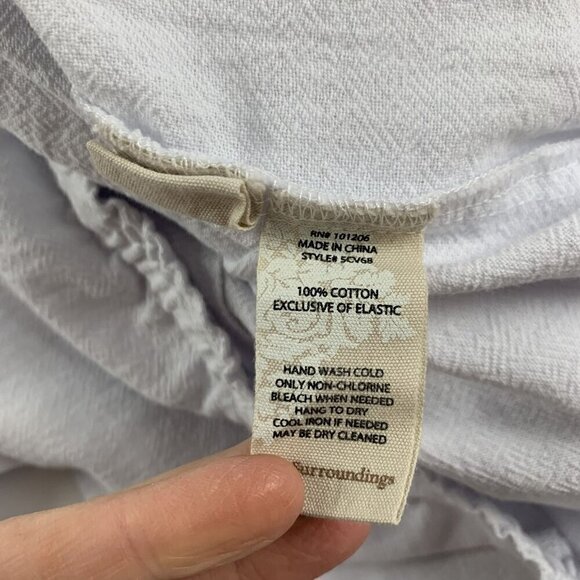 RN# 101206
MADE IN CHINA
STYLE# 5CV68
100% COTTON
EXCLUSIVE OF ELASTIC
HAND WASH COLD
ONLY NON-CHLORINE
BLEACH WHEN NEEDED
HANG TO DRY
COOL IRON IF NEEDED
MAY BE DRY CLEANED
Surroundings